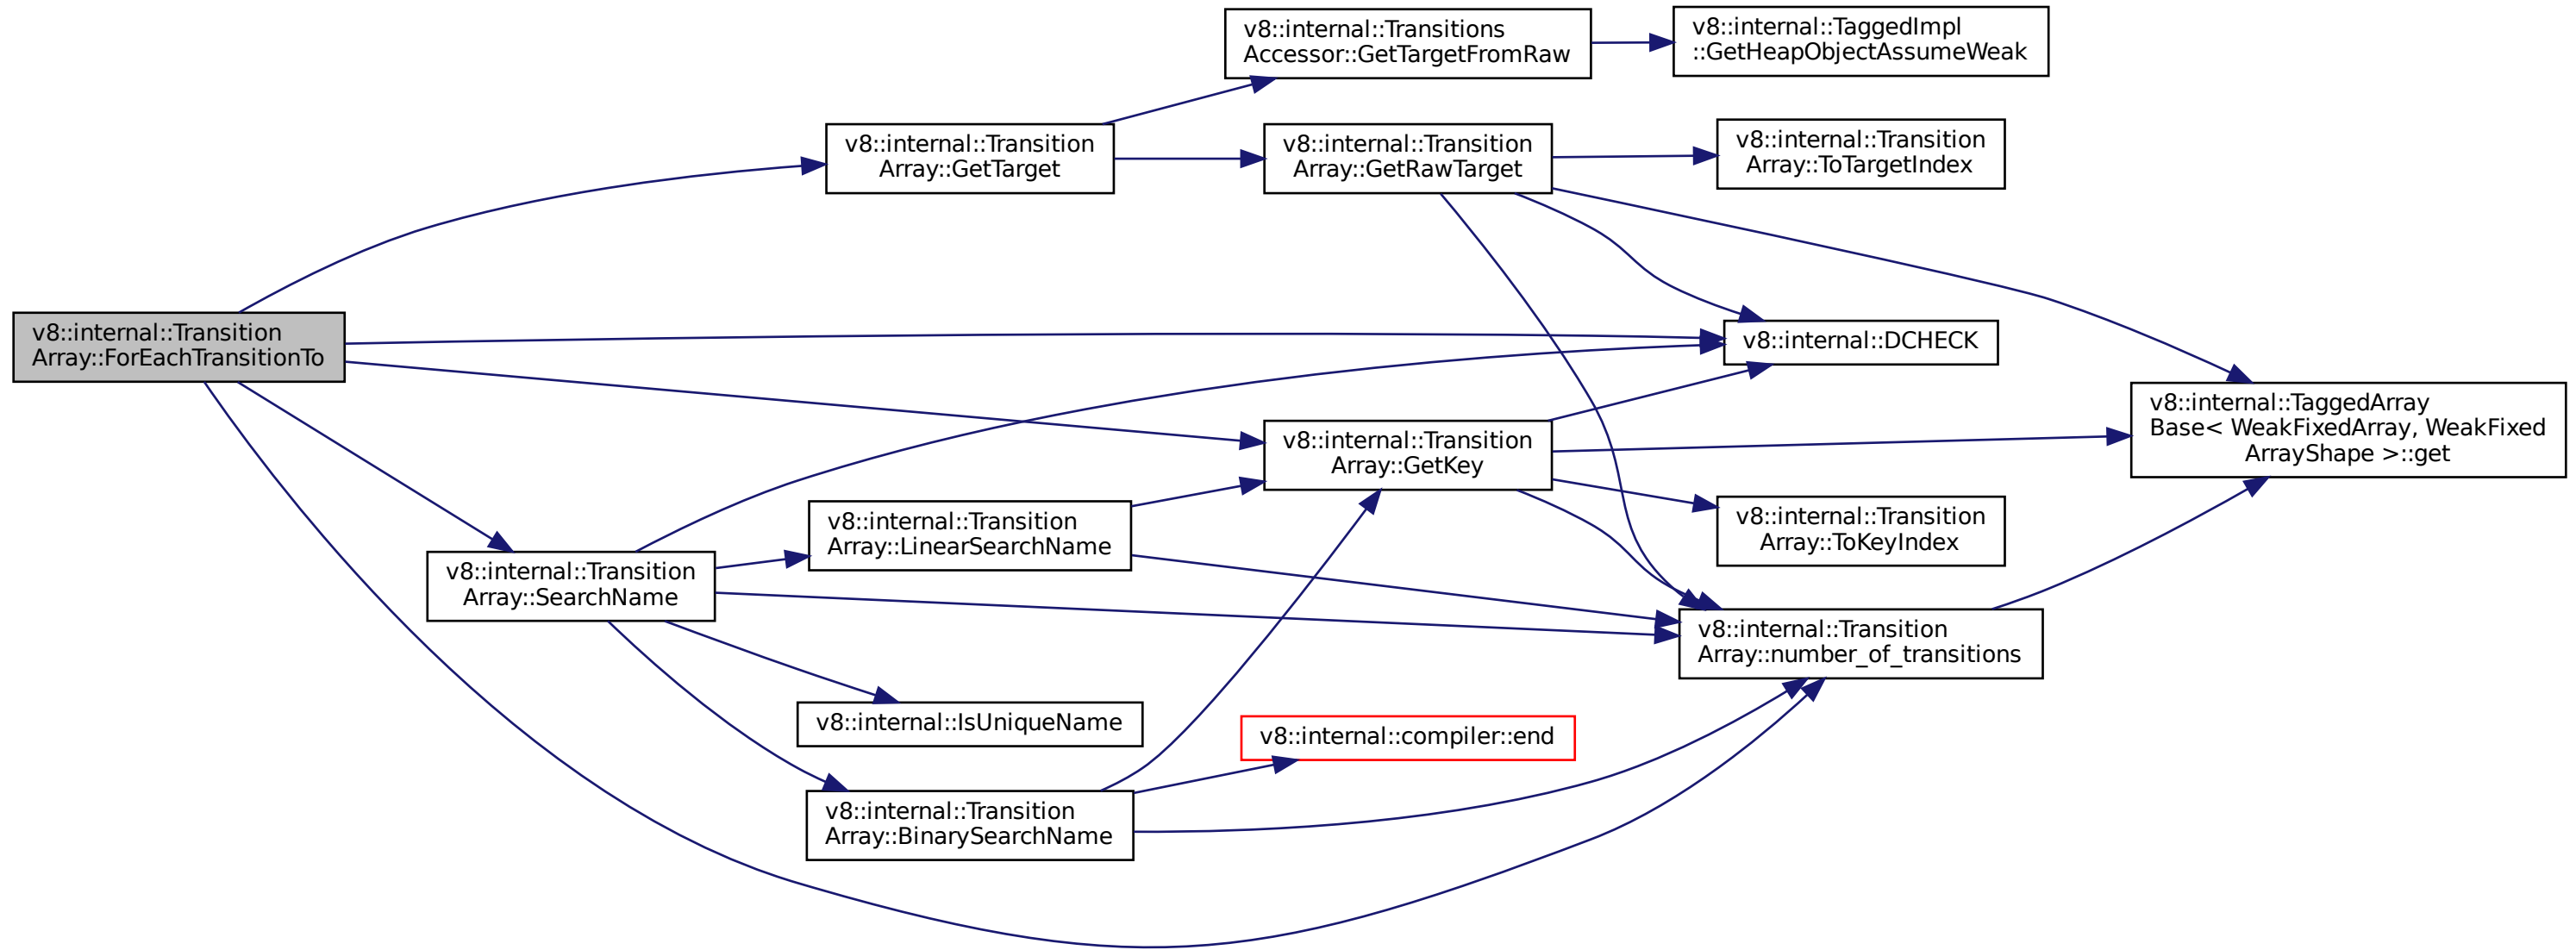 v8::internal::Transitions
Accessor::GetTargetFromRaw
v8::internal::TaggedImpl
::GetHeapObjectAssumeWeak
v8::internal::Transition
Array::GetTarget
v8::internal::Transition
Array::GetRawTarget
v8::internal::Transition
Array::ToTargetIndex
v8::internal::Transition
Array::ForEachTransitionTo
v8::internal::DCHECK
v8::internal::TaggedArray
Base< WeakFixedArray, WeakFixed
ArrayShape >::get
v8::internal::Transition
Array::GetKey
v8::internal::Transition
Array::LinearSearchName
v8::internal::Transition
Array::ToKeyIndex
v8::internal::Transition
Array::SearchName
v8::internal::Transition
Array::number_of_transitions
v8::internal::IsUniqueName
v8::internal::compiler::end
v8::internal::Transition
Array::BinarySearchName